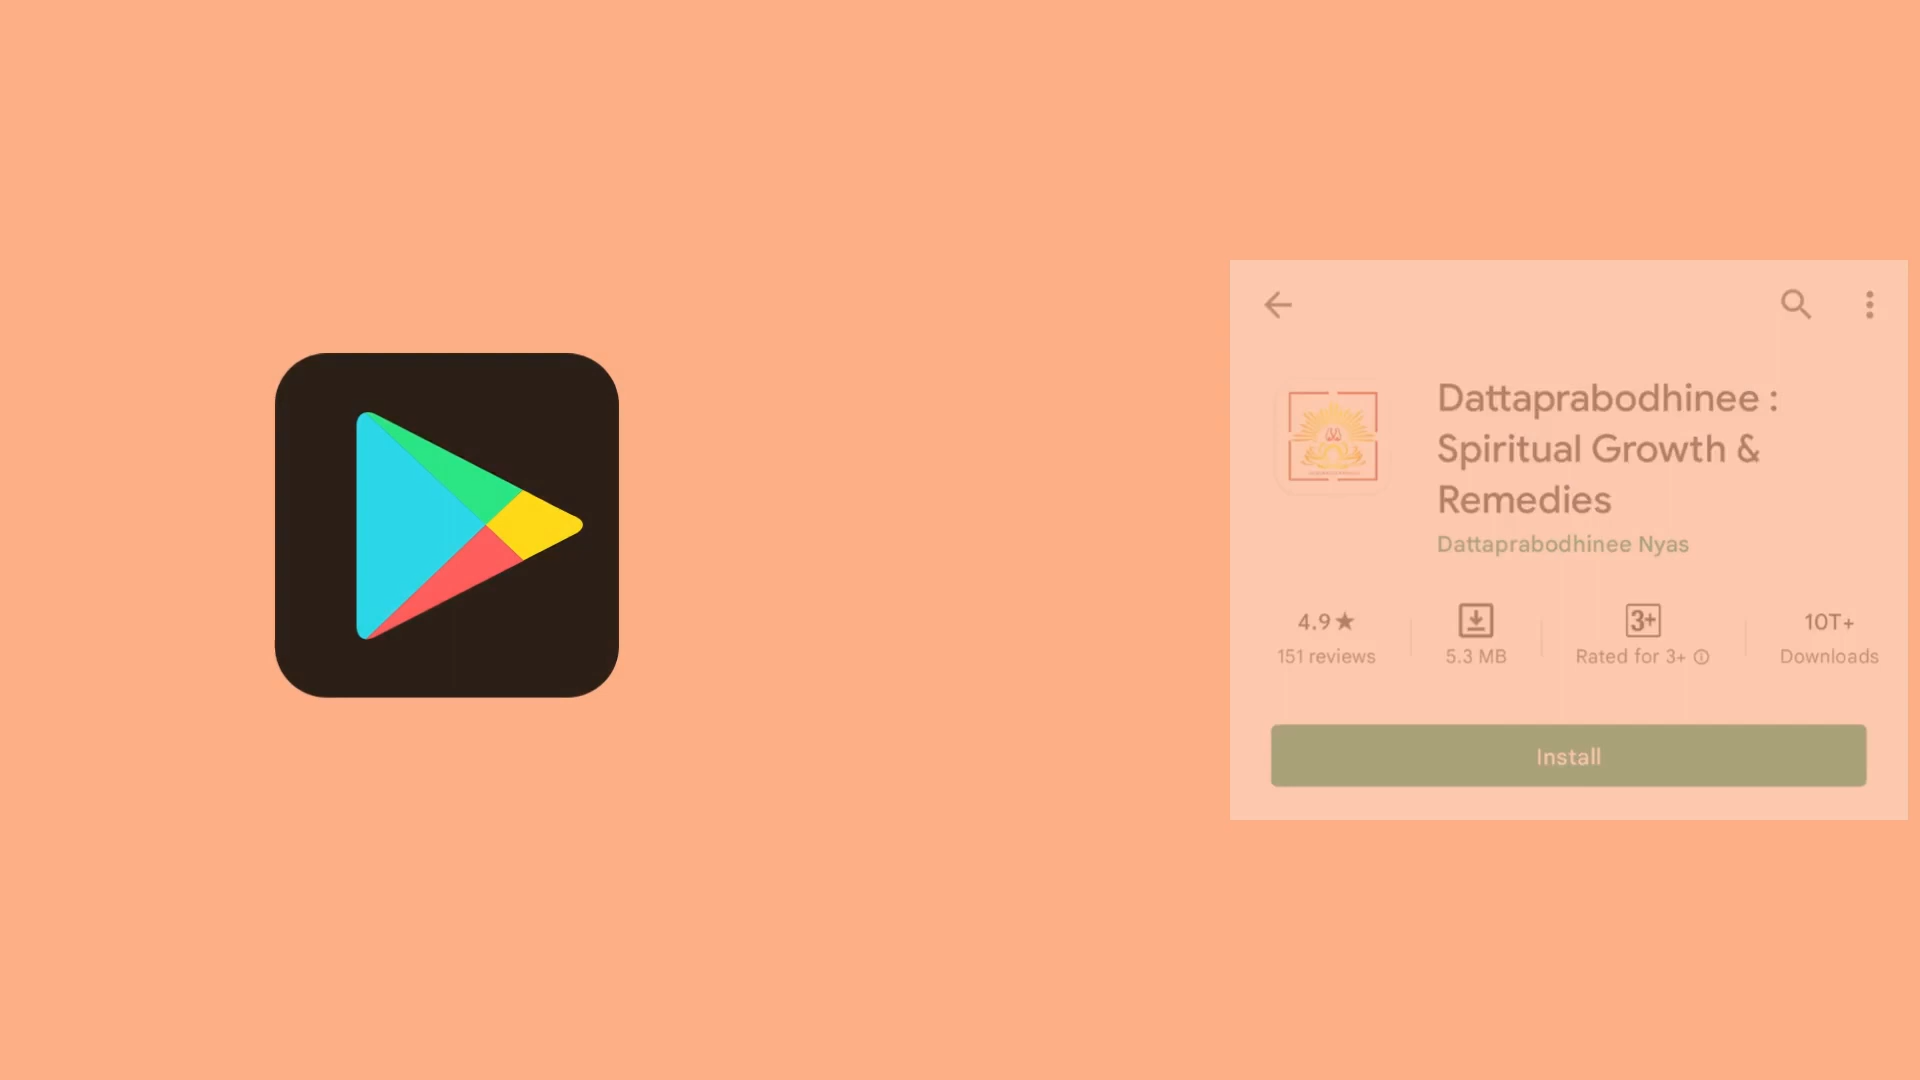 Dattaprabodhinee :
Spiritual Growth &
Remedies
Dattaprabodhinee Nyas
4.9★
151 reviews
5.3 MB
3+
Rated for 3+
10T+
Downloads
Install